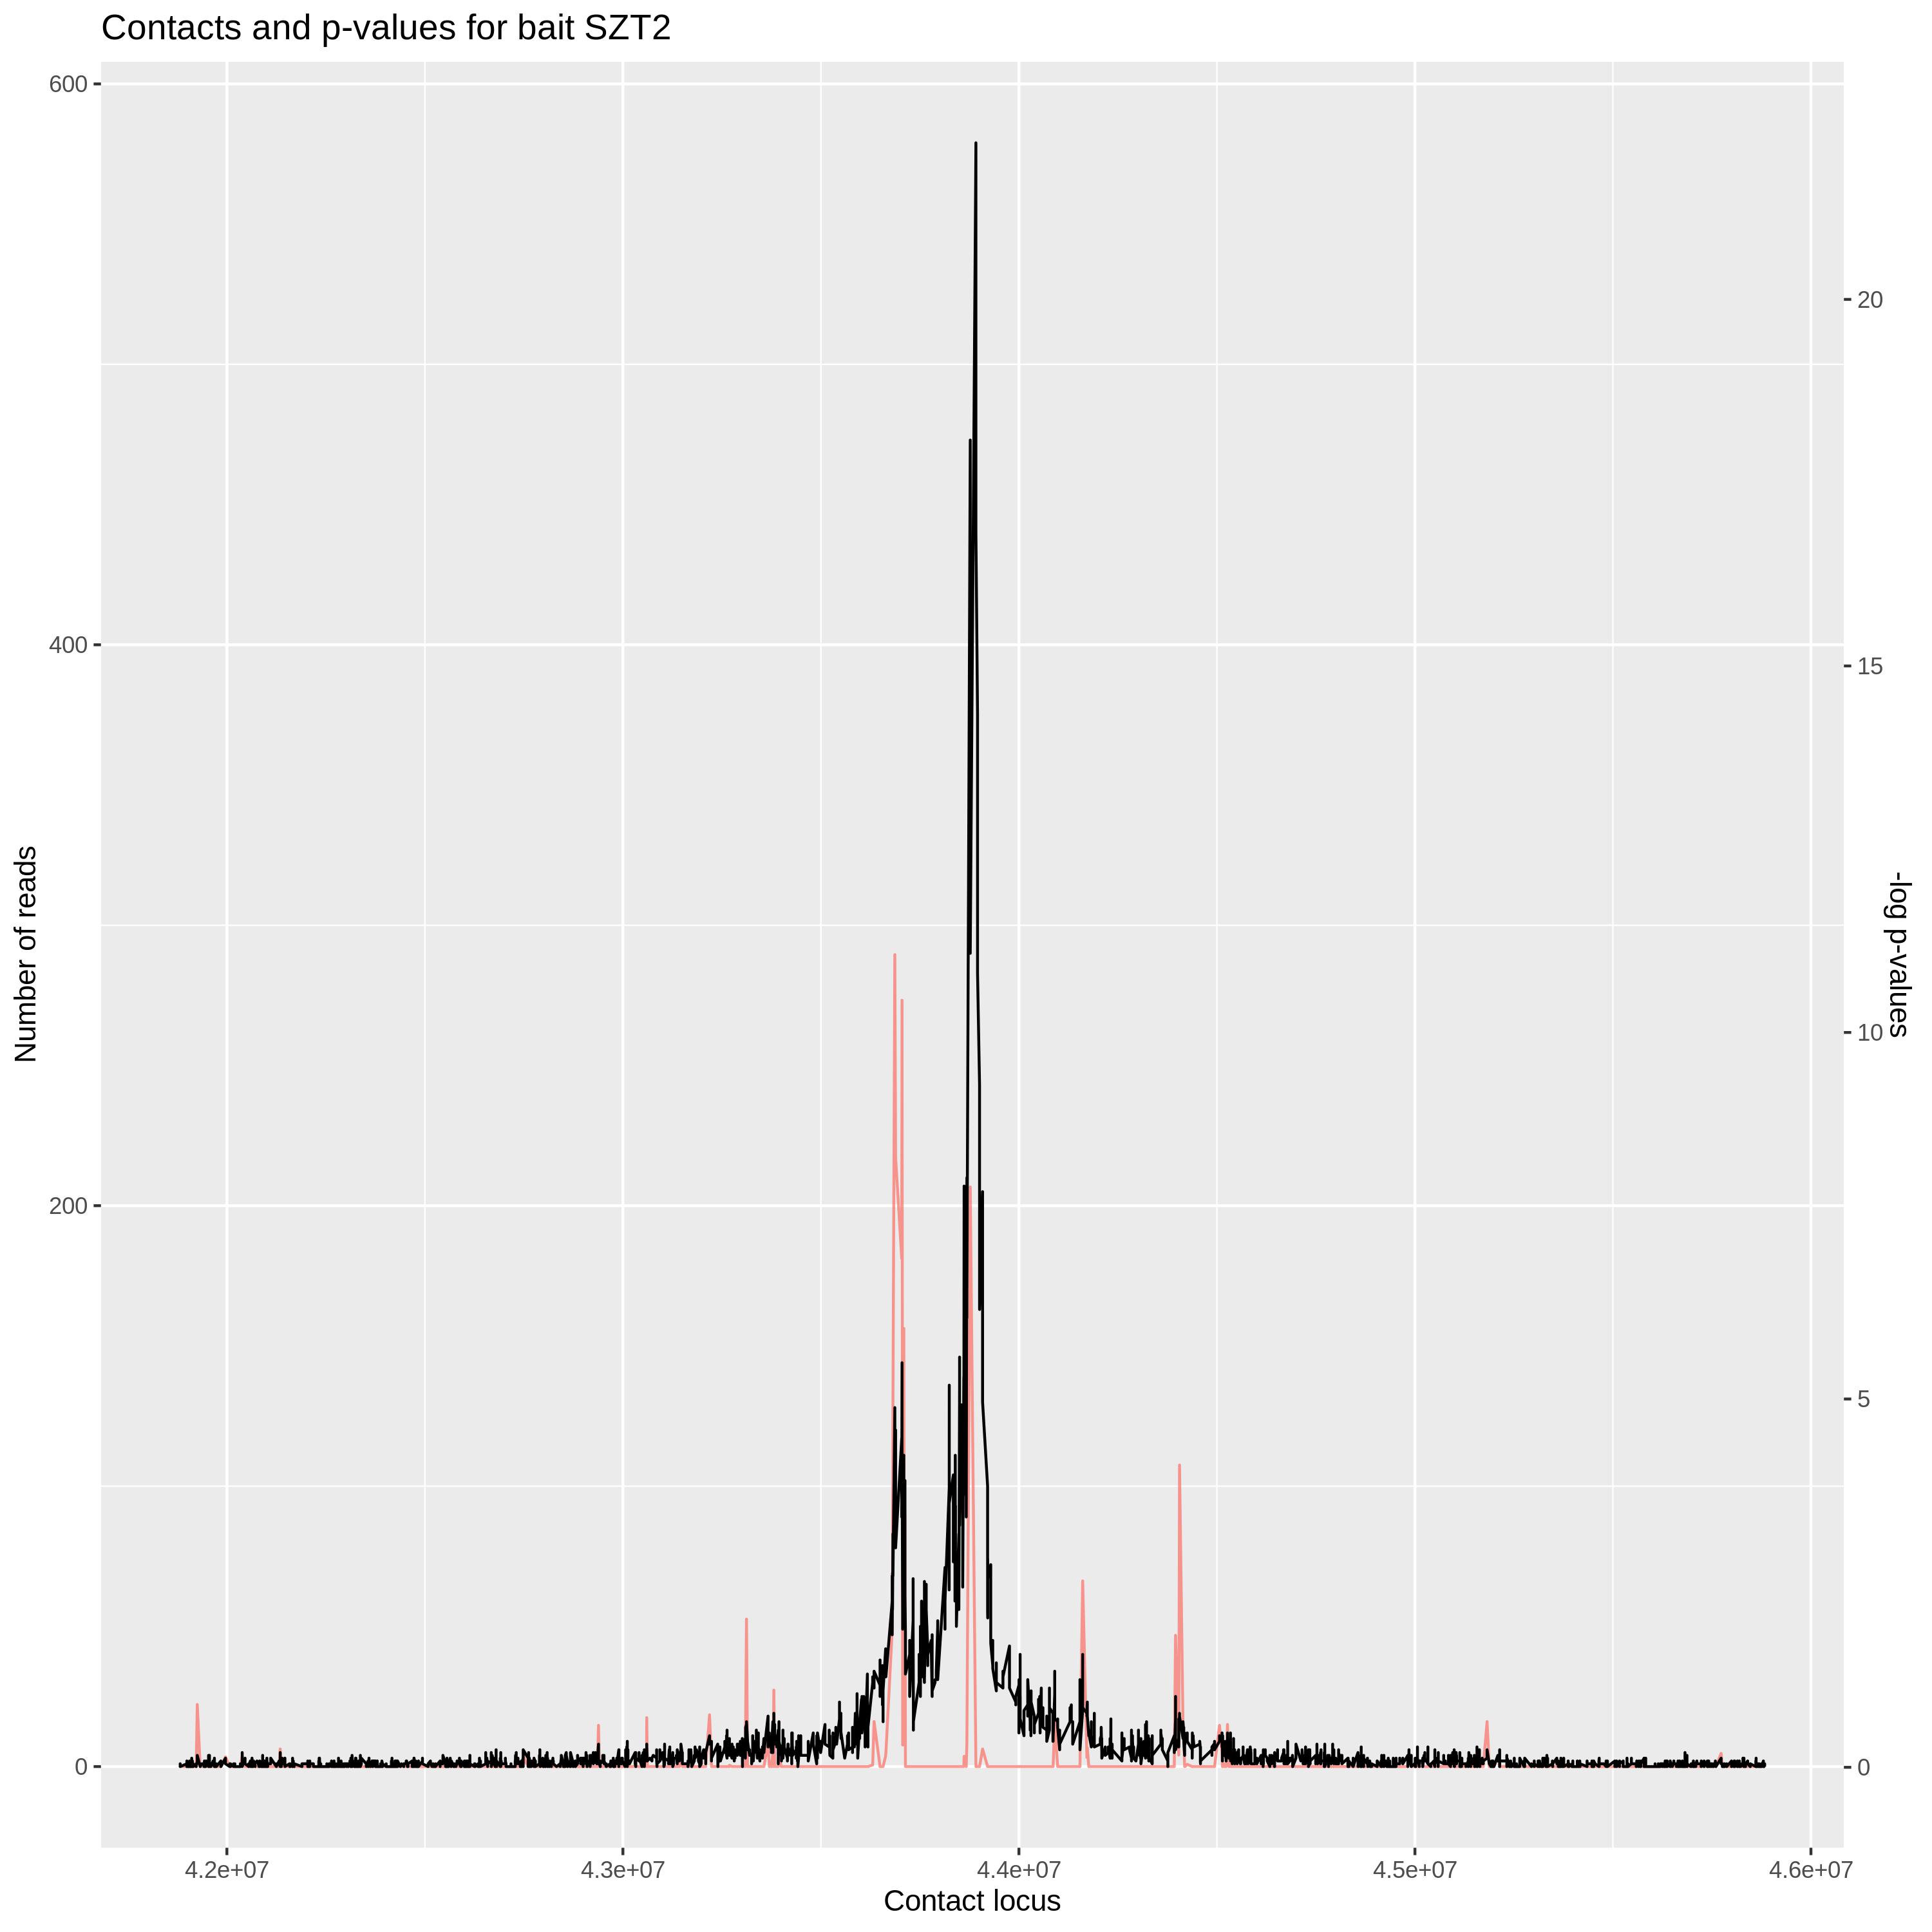 Contacts and p-values for bait SZT2
600
400
200
0
Number of reads
20
15
10
5
0
-log p-values
4.2e+07 4.3e+07 4.4e+07 4.5e+07 4.6e+07
Contact locus